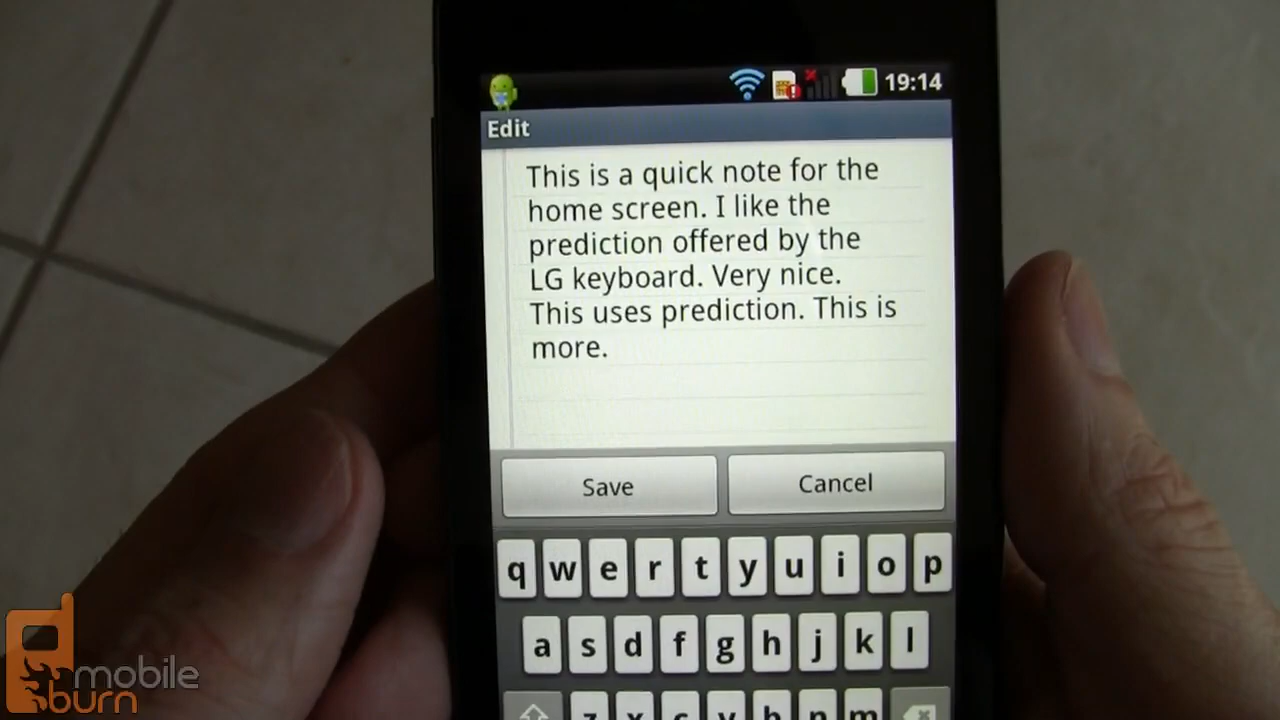 19:14
Edit
This is a quick note for the
home screen. I like the
prediction offered by the
LG keyboard. Very nice.
This uses prediction. This is
more.
Save Cancel
q w e r t y u i o p
a s d f g h j k l
z x c v b n m
mobile
burn